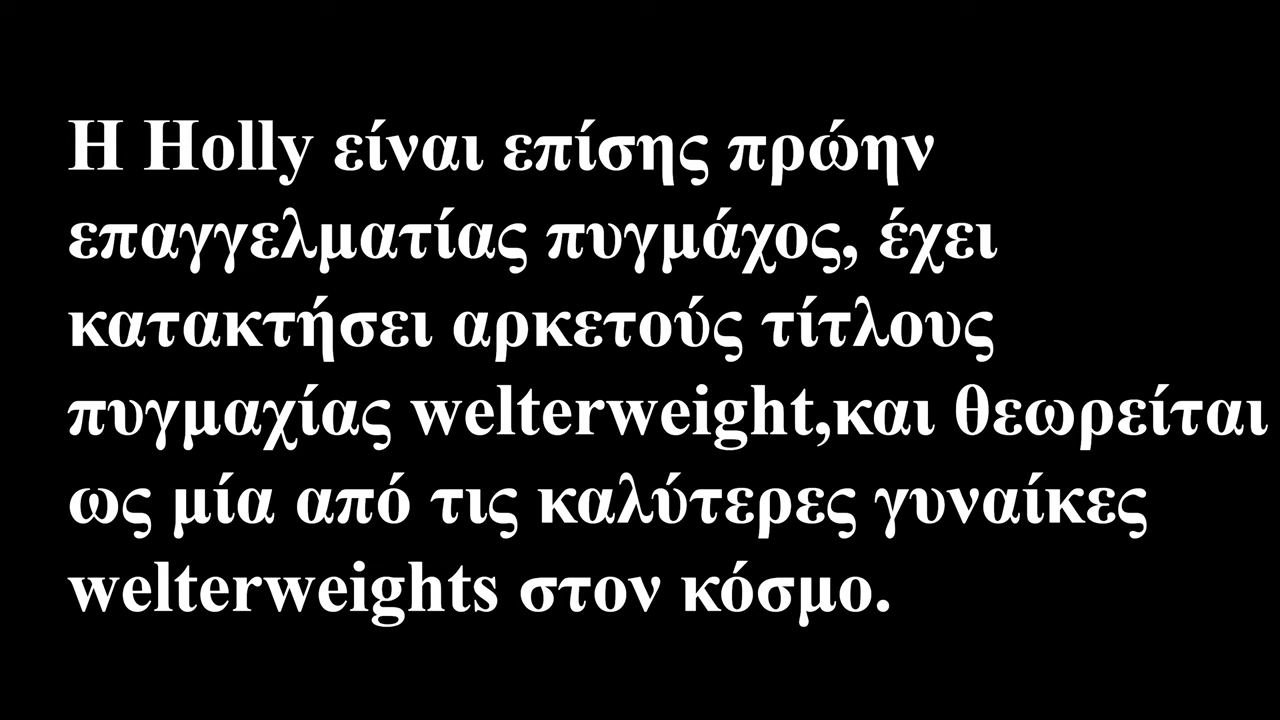 Η Holly είναι επίσης πρώην
επαγγελματίας πυγμάχος, έχει
κατακτήσει αρκετούς τίτλους
πυγμαχίας welterweight,και θεωρείται
ως μία από τις καλύτερες γυναίκες
welterweights στον κόσμο.